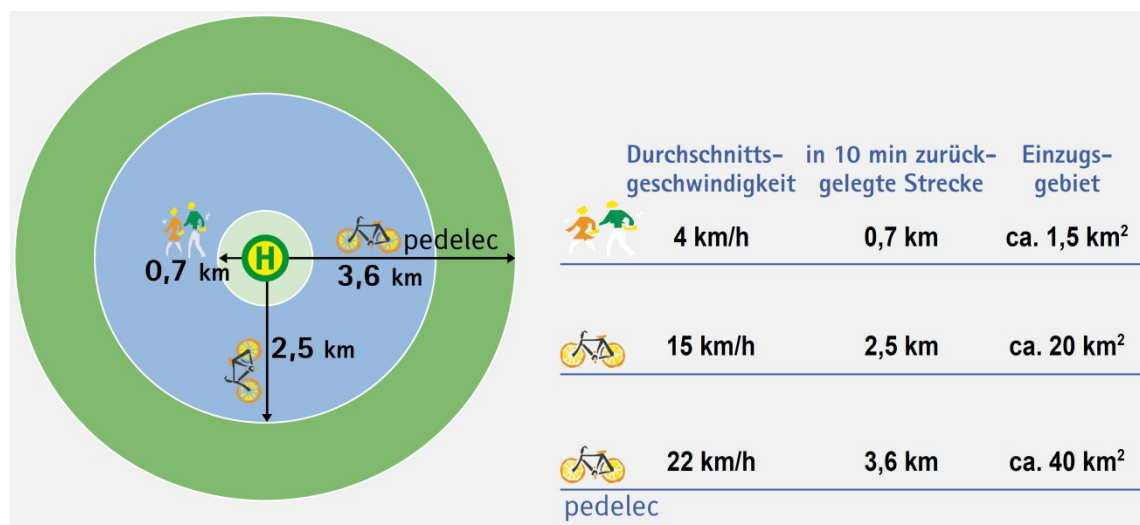 H
pedelec
0,7 km
3,6 km
2,5 km
Durchschnitts-
geschwindigkeit
in 10 min zurück-
gelegte Strecke
Einzugs-
gebiet
4 km/h 0,7 km ca. 1,5 km²
15 km/h 2,5 km ca. 20 km²
22 km/h 3,6 km ca. 40 km²
pedelec